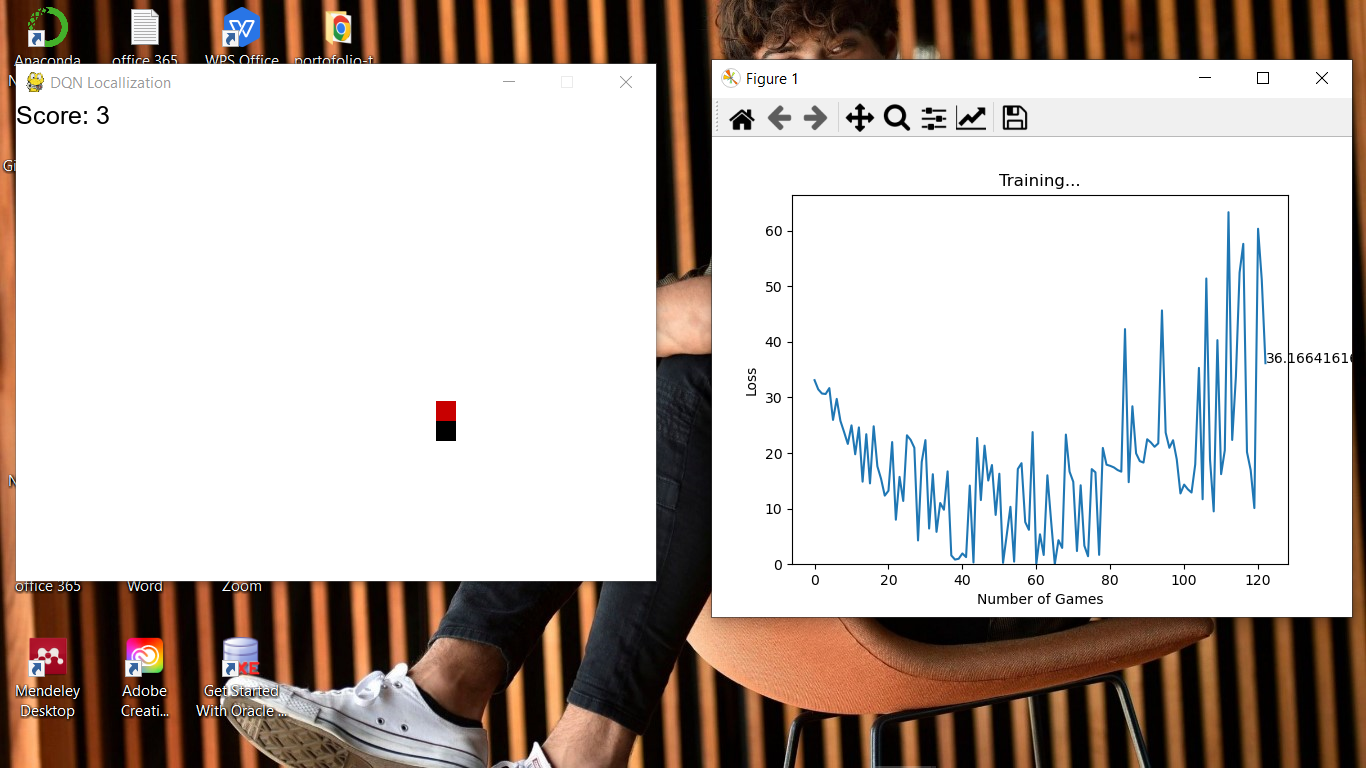 Anaconda
office 365
WPS Office
portofolio-t
N
DQN Locallization
Score: 3
Gi
N
office 365
Word
Zoom
Mendeley
Desktop
Adobe
Creati...
Get Started
With Oracle ...
Figure 1
Training...
60
50
40
30
20
10
0
Loss
36.16641616
0 20 40 60 80 100 120
Number of Games